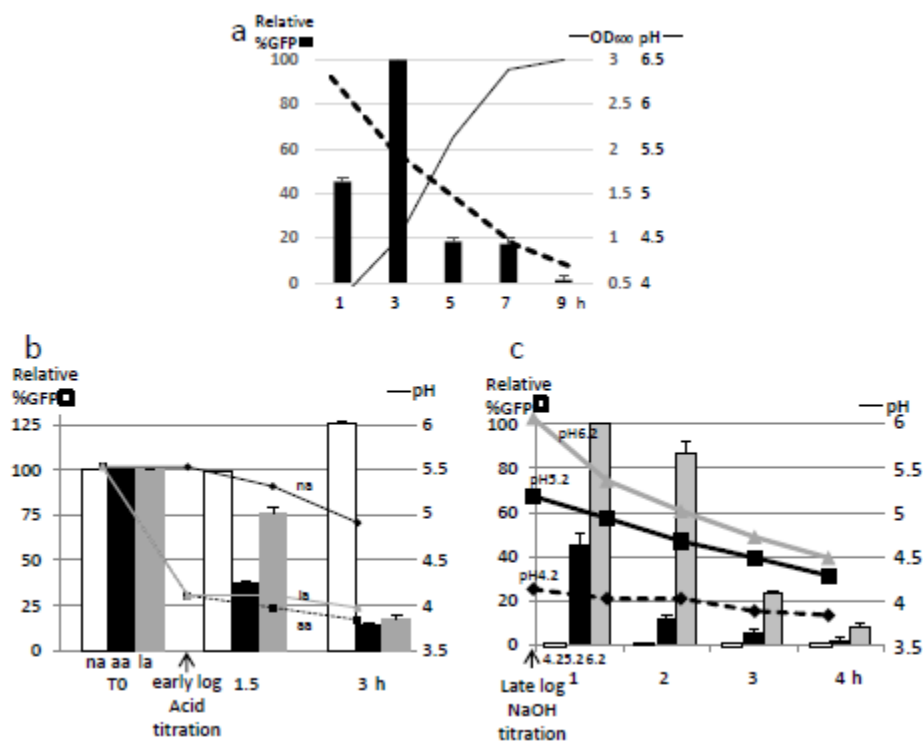 a
Relative
%GFP
OD600 pH
100 3 6.5
80 2.5 6
60 2 5.5
40 1.5 5
20 1 4.5
0 0.5 4
1 3 5 7 9 h
b
Relative
%GFP
pH
125 6
100 5.5
75 5
50 4.5
25 4
0 3.5
na
la
aa
na aa la
T0 1.5 3 h
early log
Acid
titration
c
Relative
%GFP
pH
100 6
80 5.5
60 5
40 4.5
20 4
0 3.5
pH6.2
pH5.2
pH4.2
4.25.26.2
1 2 3 4 h
Late log
NaOH
titration